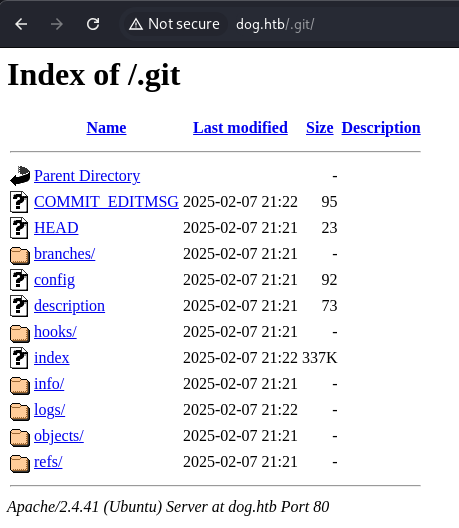 Not secure dog.htb/.git/
Index of /.git
Name Last modified Size Description
Parent Directory -
COMMIT_EDITMSG 2025-02-07 21:22 95
HEAD 2025-02-07 21:21 23
branches/ 2025-02-07 21:21 -
config 2025-02-07 21:21 92
description 2025-02-07 21:21 73
hooks/ 2025-02-07 21:21 -
index 2025-02-07 21:22 337K
info/ 2025-02-07 21:21 -
logs/ 2025-02-07 21:22 -
objects/ 2025-02-07 21:21 -
refs/ 2025-02-07 21:21 -
Apache/2.4.41 (Ubuntu) Server at dog.htb Port 80